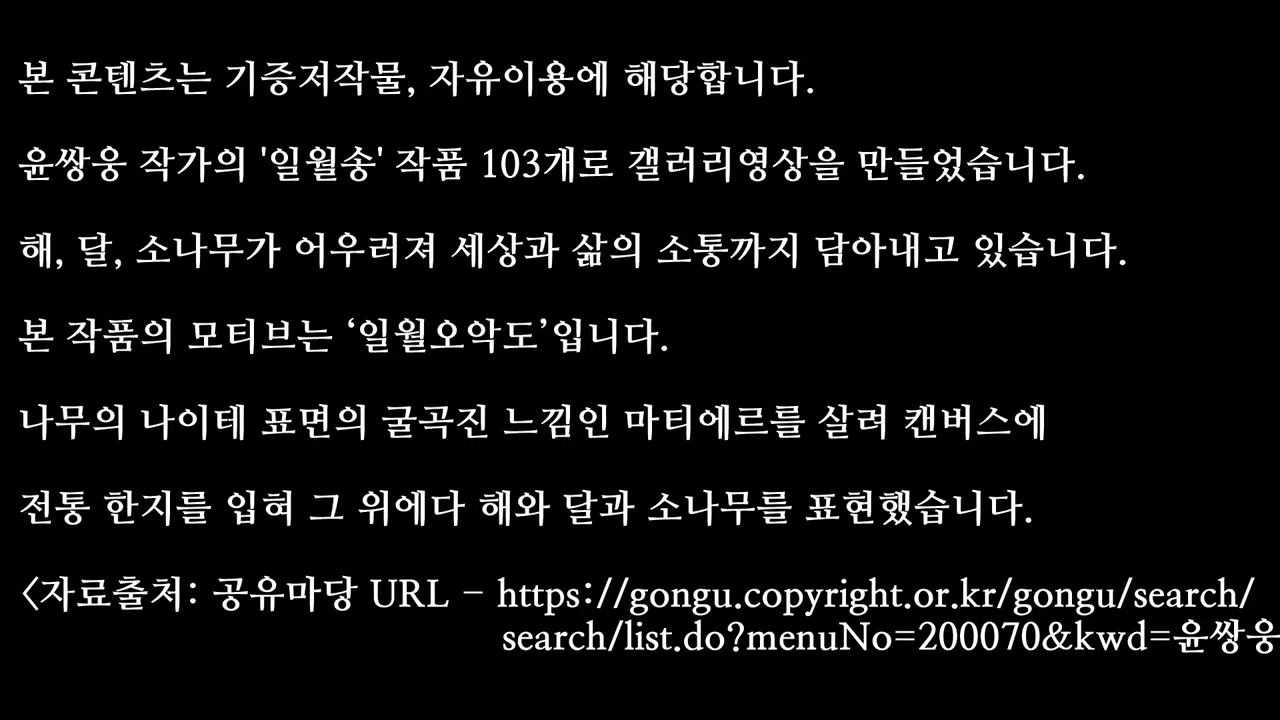 본 콘텐츠는 기증저작물, 자유이용에 해당합니다.
윤쌍웅 작가의 '일월송' 작품 103개로 갤러리영상을 만들었습니다.
해, 달, 소나무가 어우러져 세상과 삶의 소통까지 담아내고 있습니다.
본 작품의 모티브는 ‘일월오악도’입니다.
나무의 나이테 표면의 굴곡진 느낌인 마티에르를 살려 캔버스에
전통 한지를 입혀 그 위에다 해와 달과 소나무를 표현했습니다.
<자료출처: 공유마당 URL - https://gongu.copyright.or.kr/gongu/search/
search/list.do?menuNo=200070&kwd=윤쌍웅